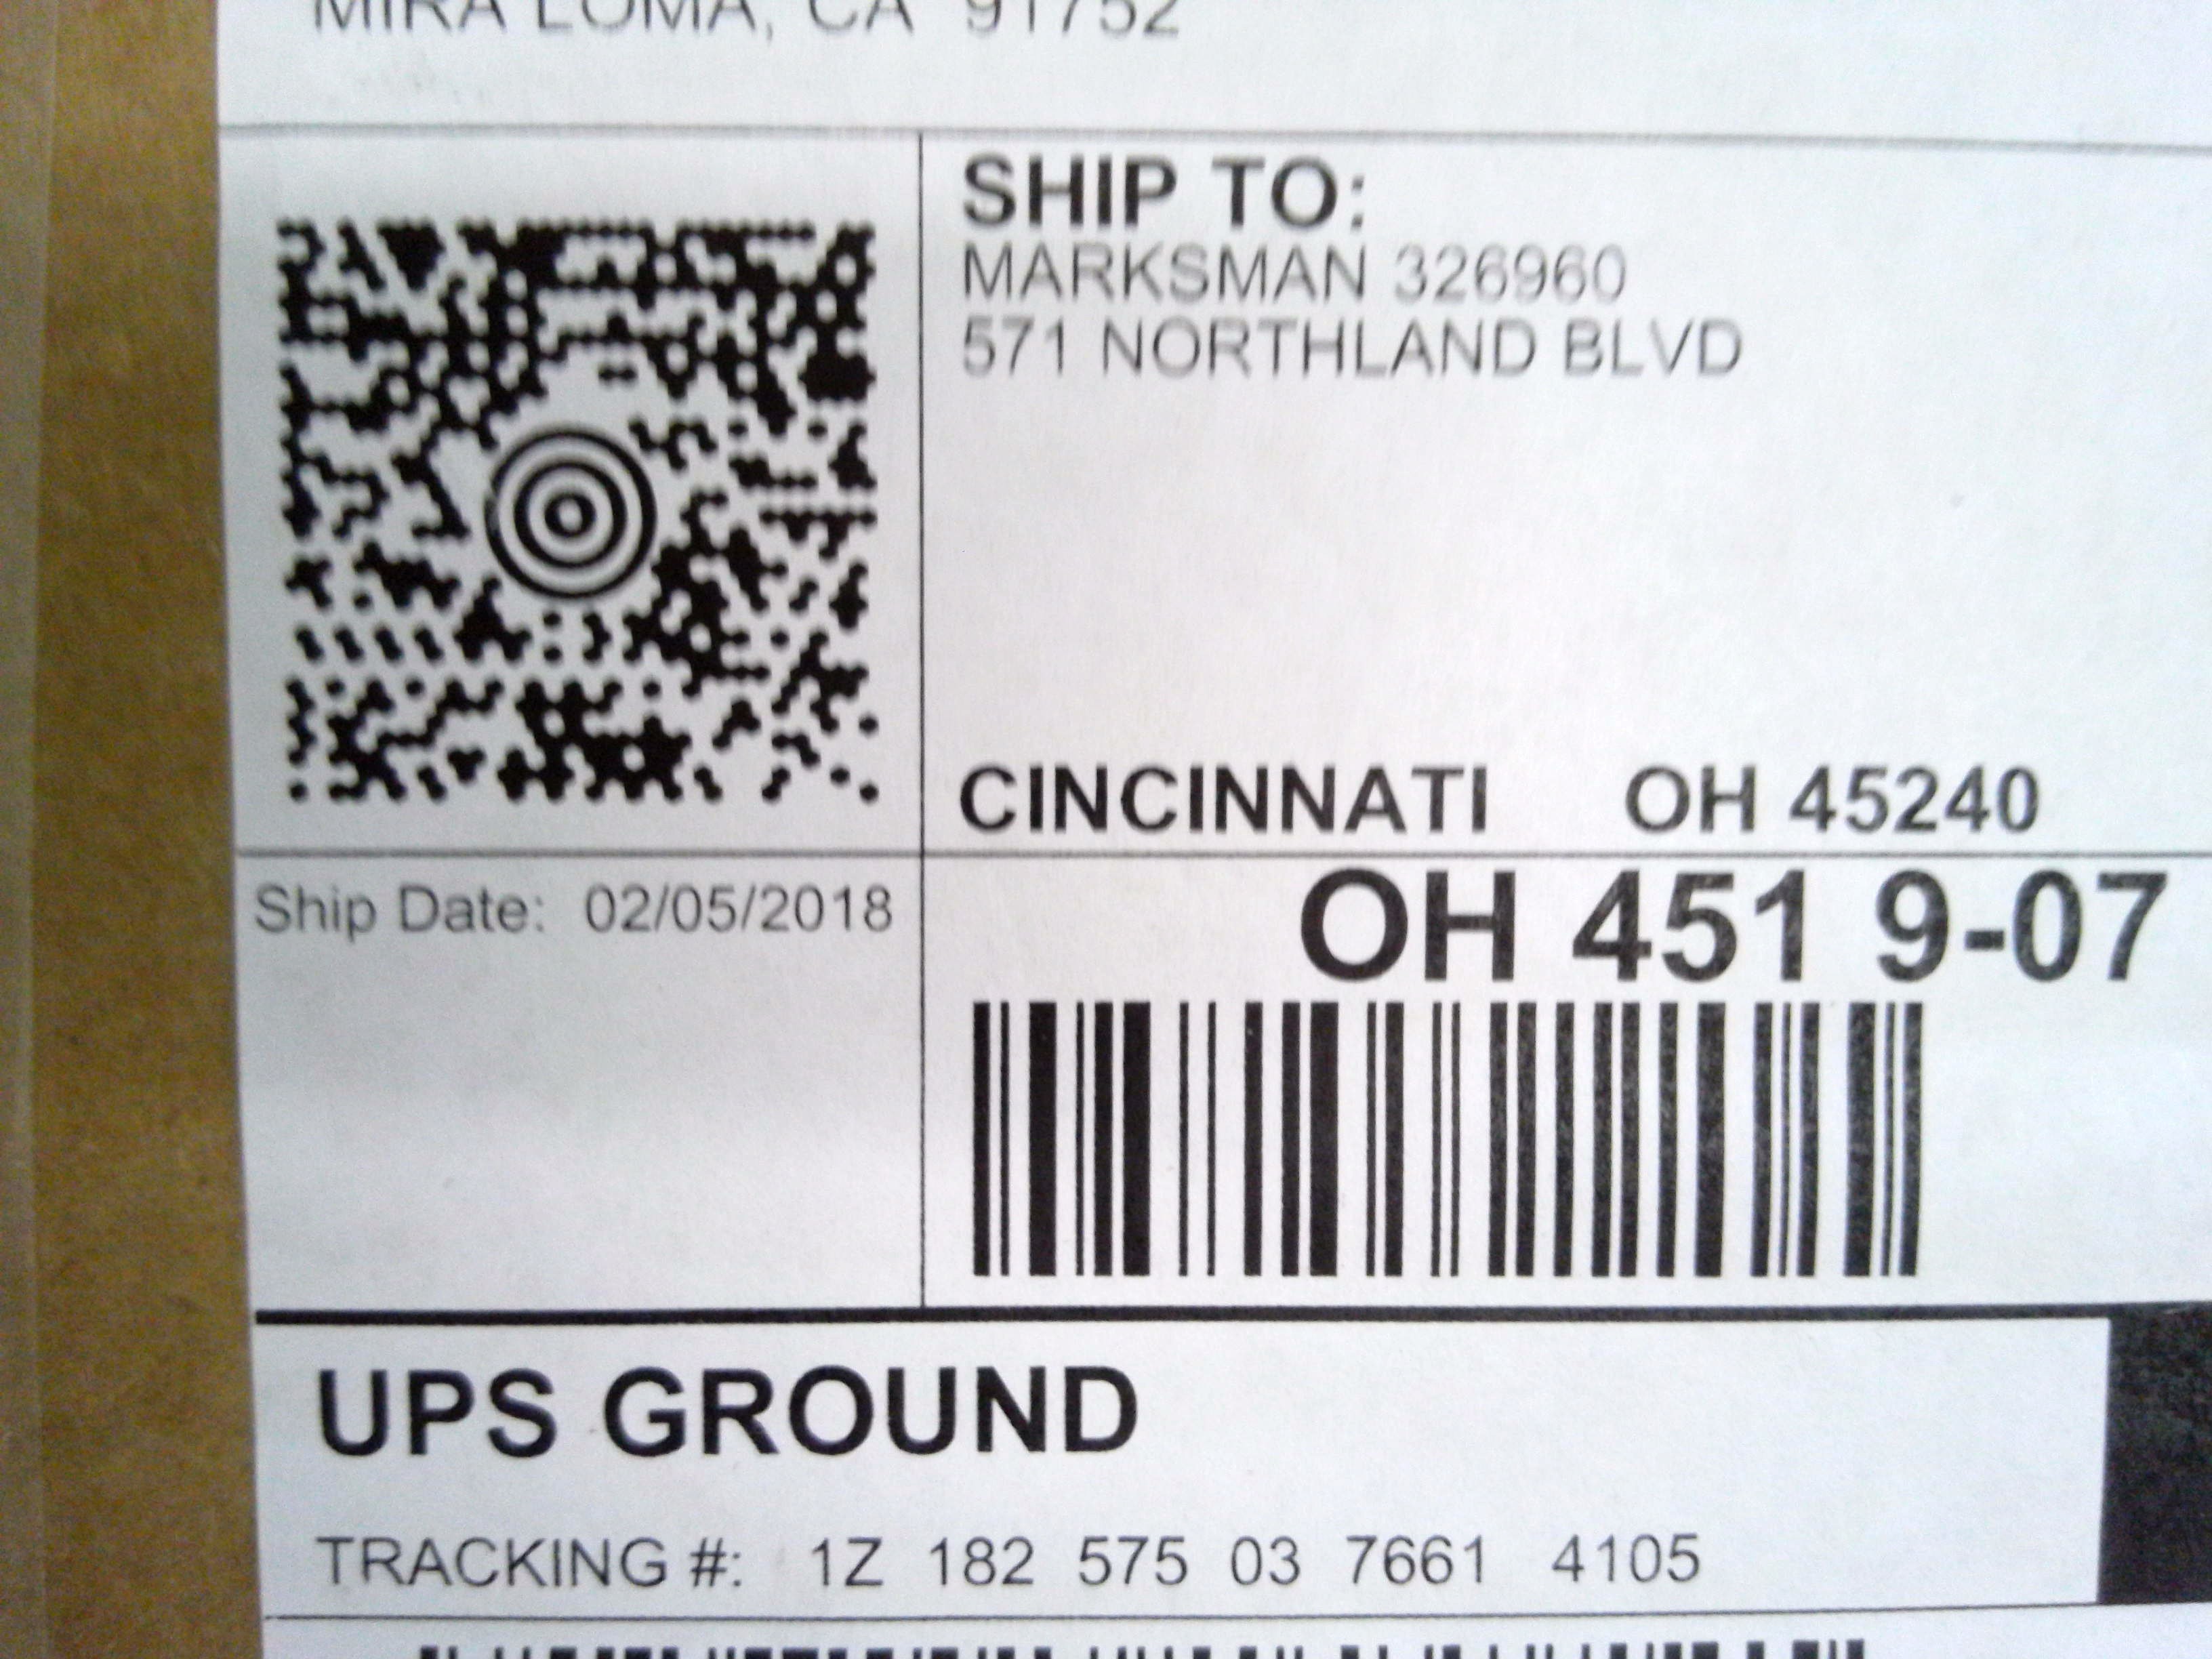 MIRA LOMA, CA 91752
SHIP TO:
MARKSMAN 326960
571 NORTHLAND BLVD
CINCINNATI OH 45240
Ship Date: 02/05/2018
OH 451 9-07
UPS GROUND
TRACKING #: 1Z 182 575 03 7661 4105